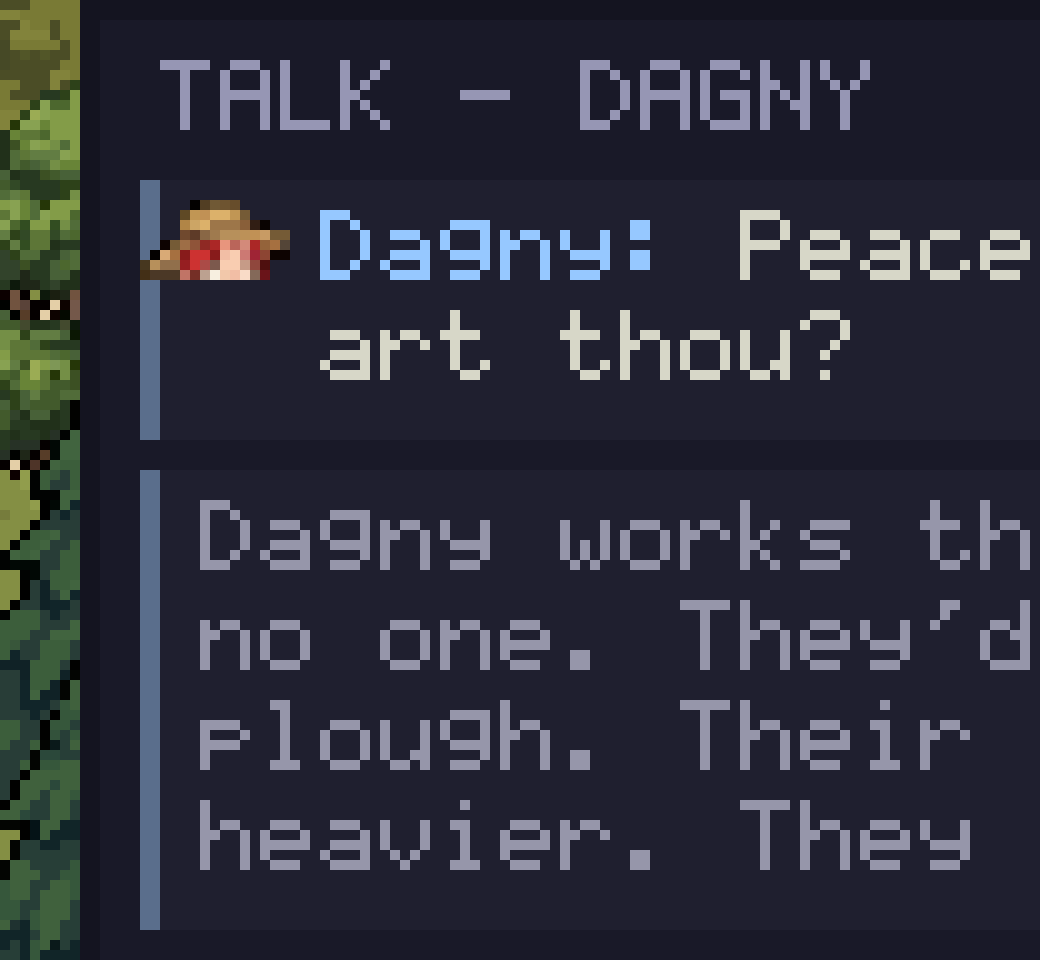 TALK — DAGNY
Dagny: Peace
art thou?
Dagny works th
no one. They’d
plough. Their
heavier. They